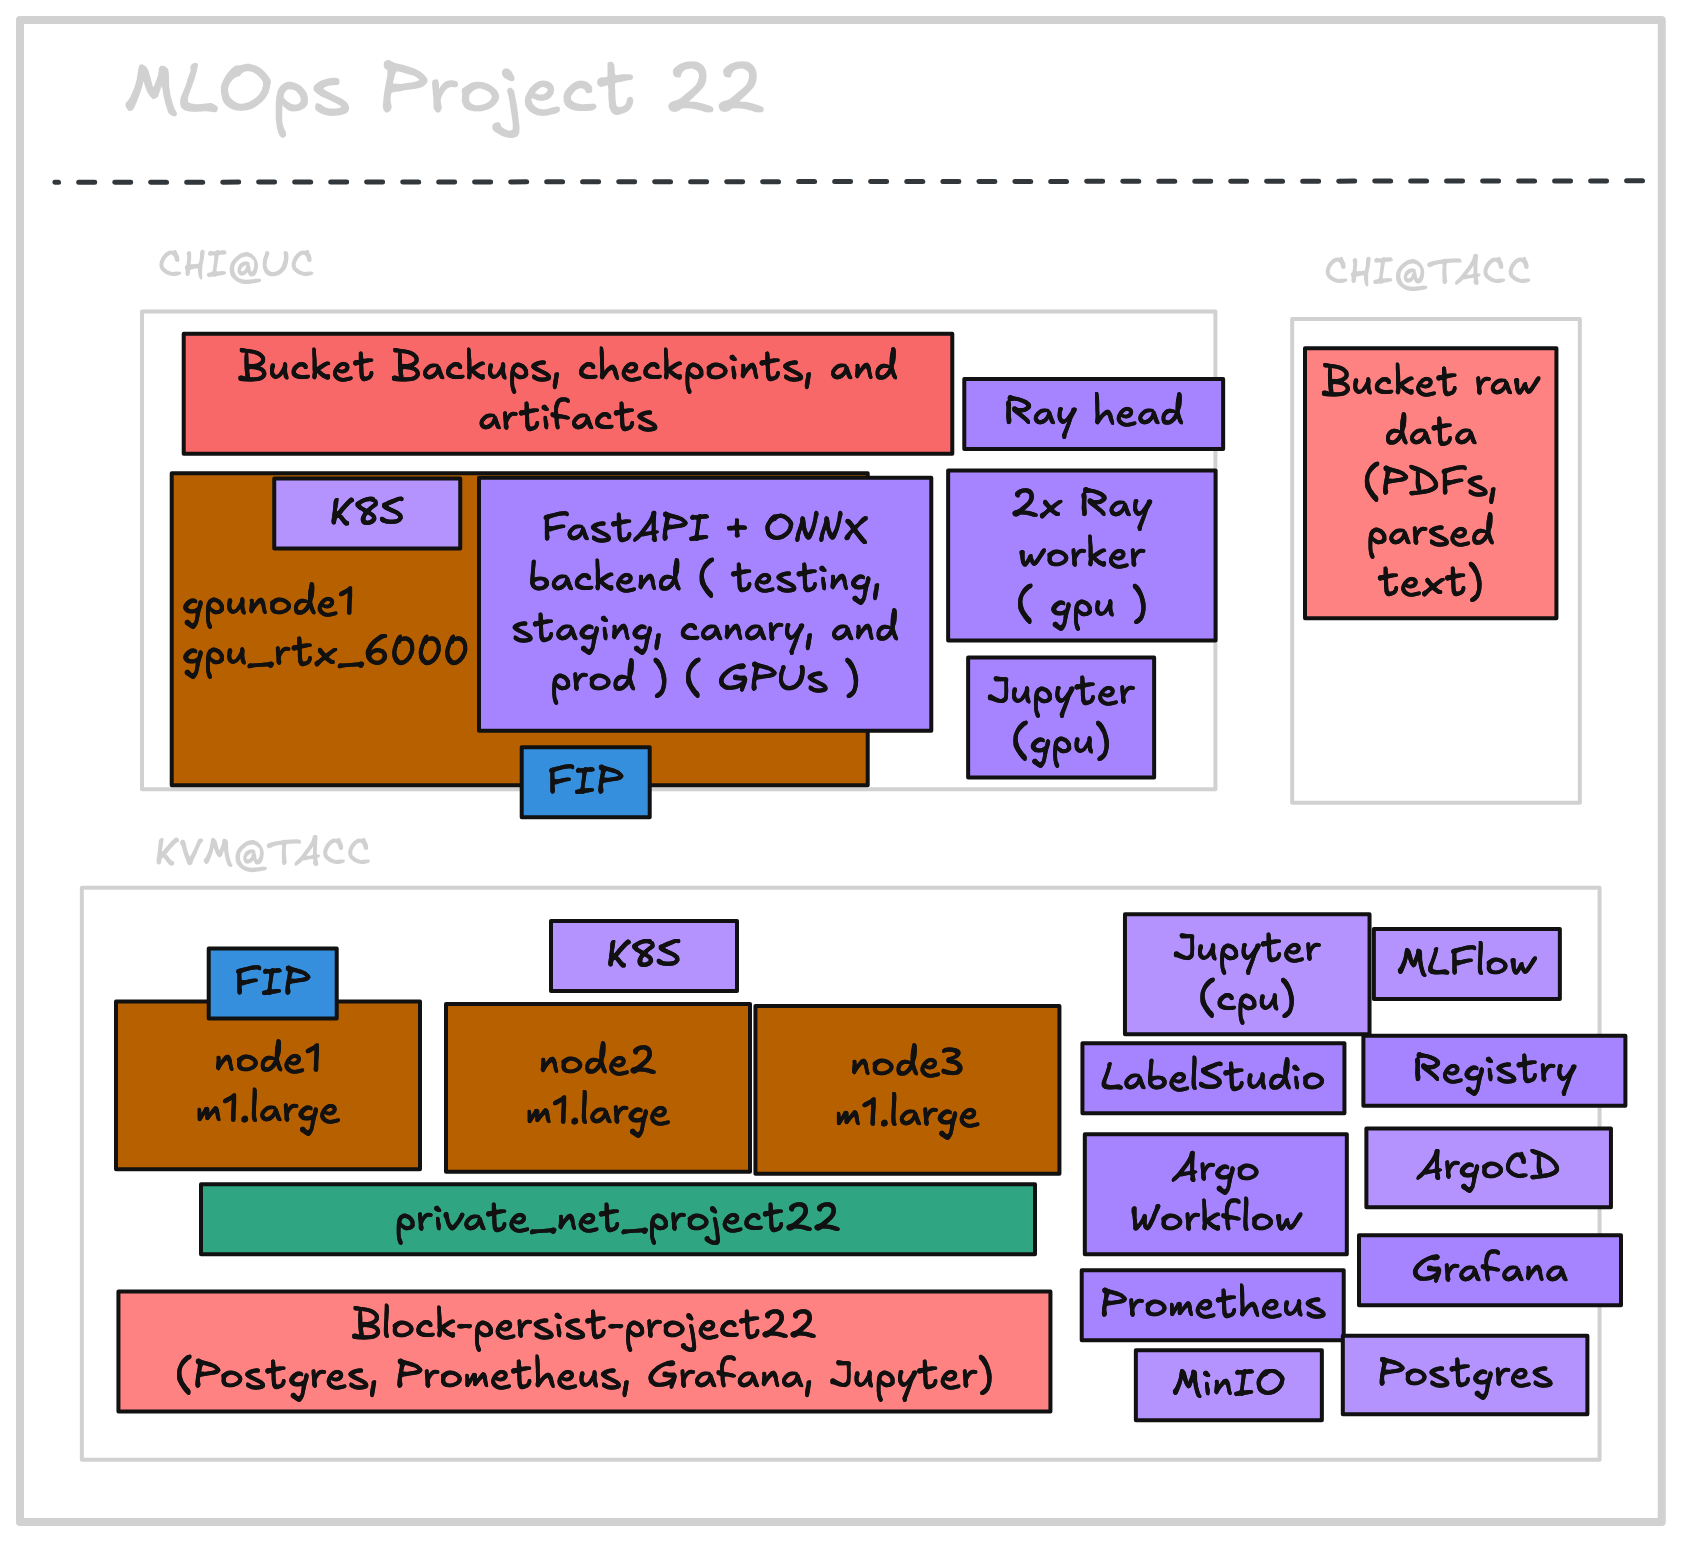 MLOps Project 22
CHI@UC
CHI@TACC
Bucket Backups, checkpoints, and
artifacts
Ray head
K8S
gpunode1
gpu_rtx_6000
FastAPI + ONNX
backend ( testing,
staging, canary, and
prod ) ( GPUs )
2x Ray
worker
( gpu )
Jupyter
(gpu)
FIP
Bucket raw
data
(PDFs,
parsed
text)
KVM@TACC
FIP
K8S
node1
m1.large
node2
m1.large
node3
m1.large
private_net_project22
Block-persist-project22
(Postgres, Prometheus, Grafana, Jupyter)
Jupyter
(cpu)
MLFlow
LabelStudio
Registry
Argo
Workflow
ArgoCD
Prometheus
Grafana
MinIO
Postgres